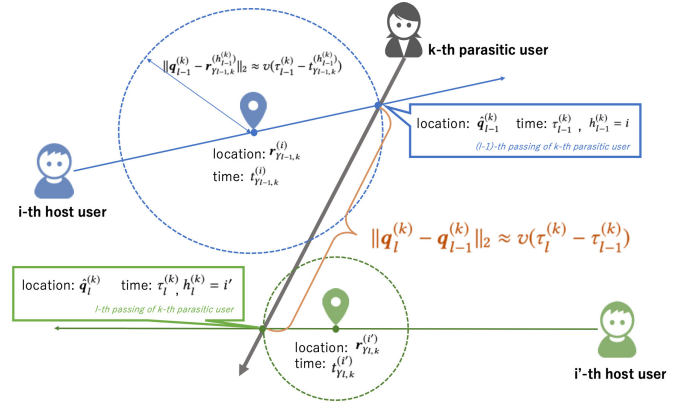 k-th parasitic user
‖q_{l−1}^{(k)} − r_{γ_{l−1,k}}^{(h_{l−1}^{(k)})}‖₂ ≈ v(τ_{l−1}^{(k)} − t_{γ_{l−1,k}}^{(h_{l−1}^{(k)})})
location: q̂_{l−1}^{(k)} time: τ_{l−1}^{(k)} , h_{l−1}^{(k)} = i
(l-1)-th passing of k-th parasitic user
location: r_{γ_{l−1,k}}^{(i)}
time: t_{γ_{l−1,k}}^{(i)}
i-th host user
‖q_l^{(k)} − q_{l−1}^{(k)}‖₂ ≈ v(τ_l^{(k)} − τ_{l−1}^{(k)})
location: q̂_l^{(k)} time: τ_l^{(k)}, h_l^{(k)} = i′
l-th passing of k-th parasitic user
location: r_{γ_{l,k}}^{(i′)}
time: t_{γ_{l,k}}^{(i′)}
i'-th host user